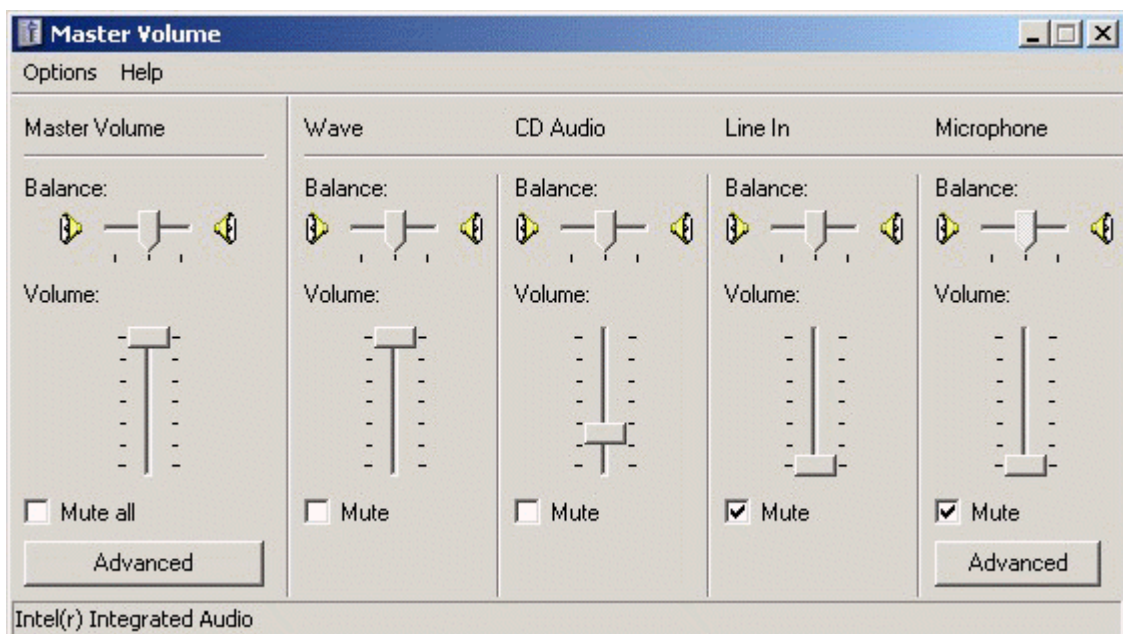 Master Volume
Options Help
Master Volume Wave CD Audio Line In Microphone
Balance: Balance: Balance: Balance: Balance:
Volume: Volume: Volume: Volume: Volume:
Mute all Mute Mute Mute Mute
Advanced Advanced
Intel(r) Integrated Audio